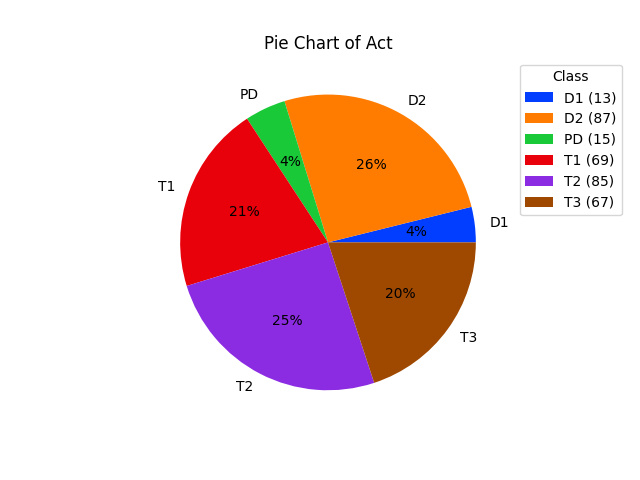 Pie Chart of Act
Class
D1 (13)
D2 (87)
PD (15)
T1 (69)
T2 (85)
T3 (67)
D1
4%
D2
26%
PD
4%
T1
21%
T2
25%
T3
20%